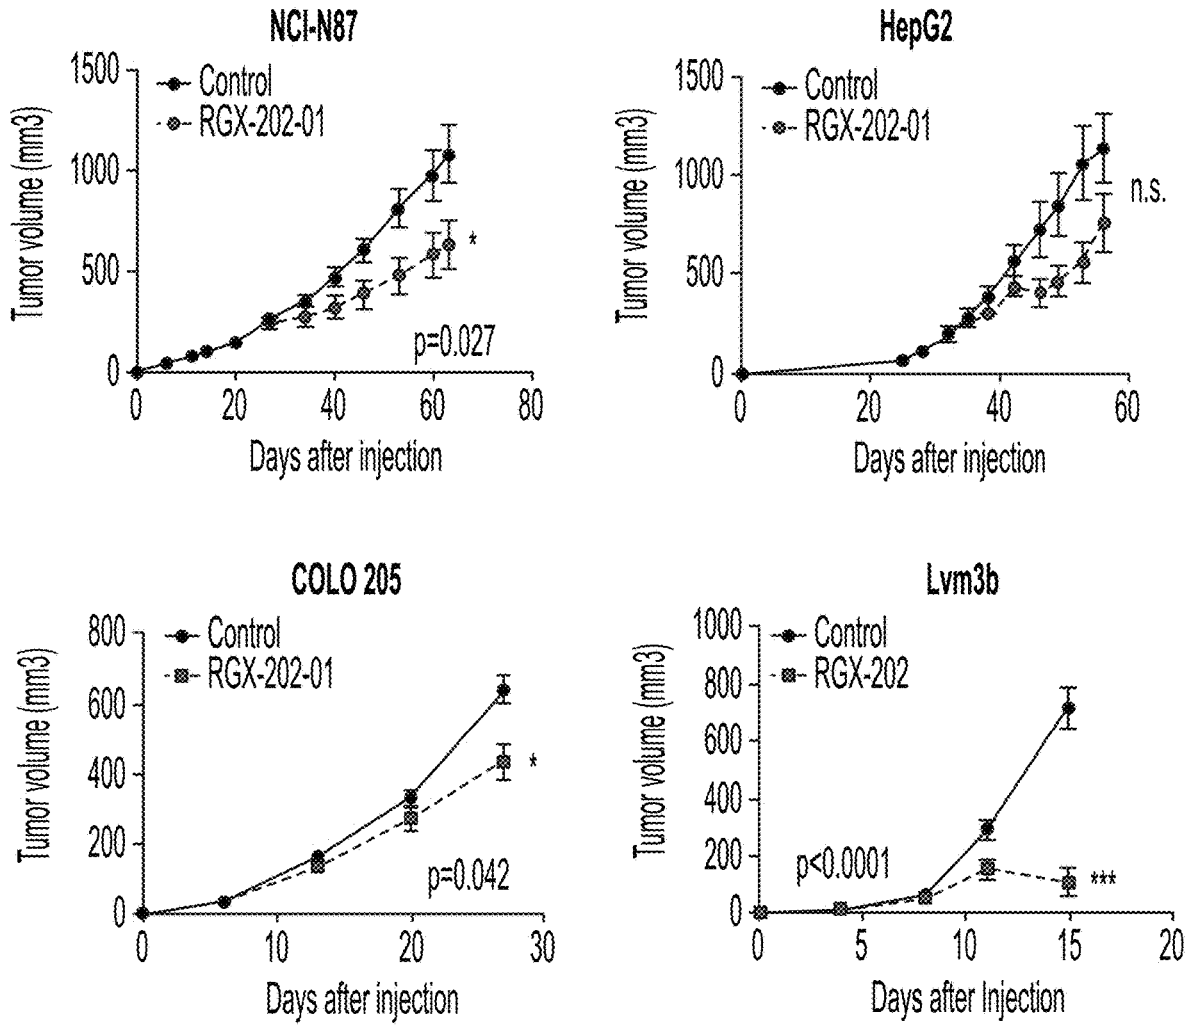 NCI-N87
Control
RGX-202-01
Tumor volume (mm3)
1500
1000
500
0
*
p=0.027
0 20 40 60 80
Days after injection
HepG2
Control
RGX-202-01
Tumor volume (mm3)
1500
1000
500
0
n.s.
0 20 40 60
Days after injection
COLO 205
Control
RGX-202-01
Tumor volume (mm3)
800
600
400
200
0
*
p=0.042
0 10 20 30
Days after injection
Lvm3b
Control
RGX-202
Tumor volume (mm3)
1000
800
600
400
200
0
p<0.0001
***
0 5 10 15 20
Days after Injection